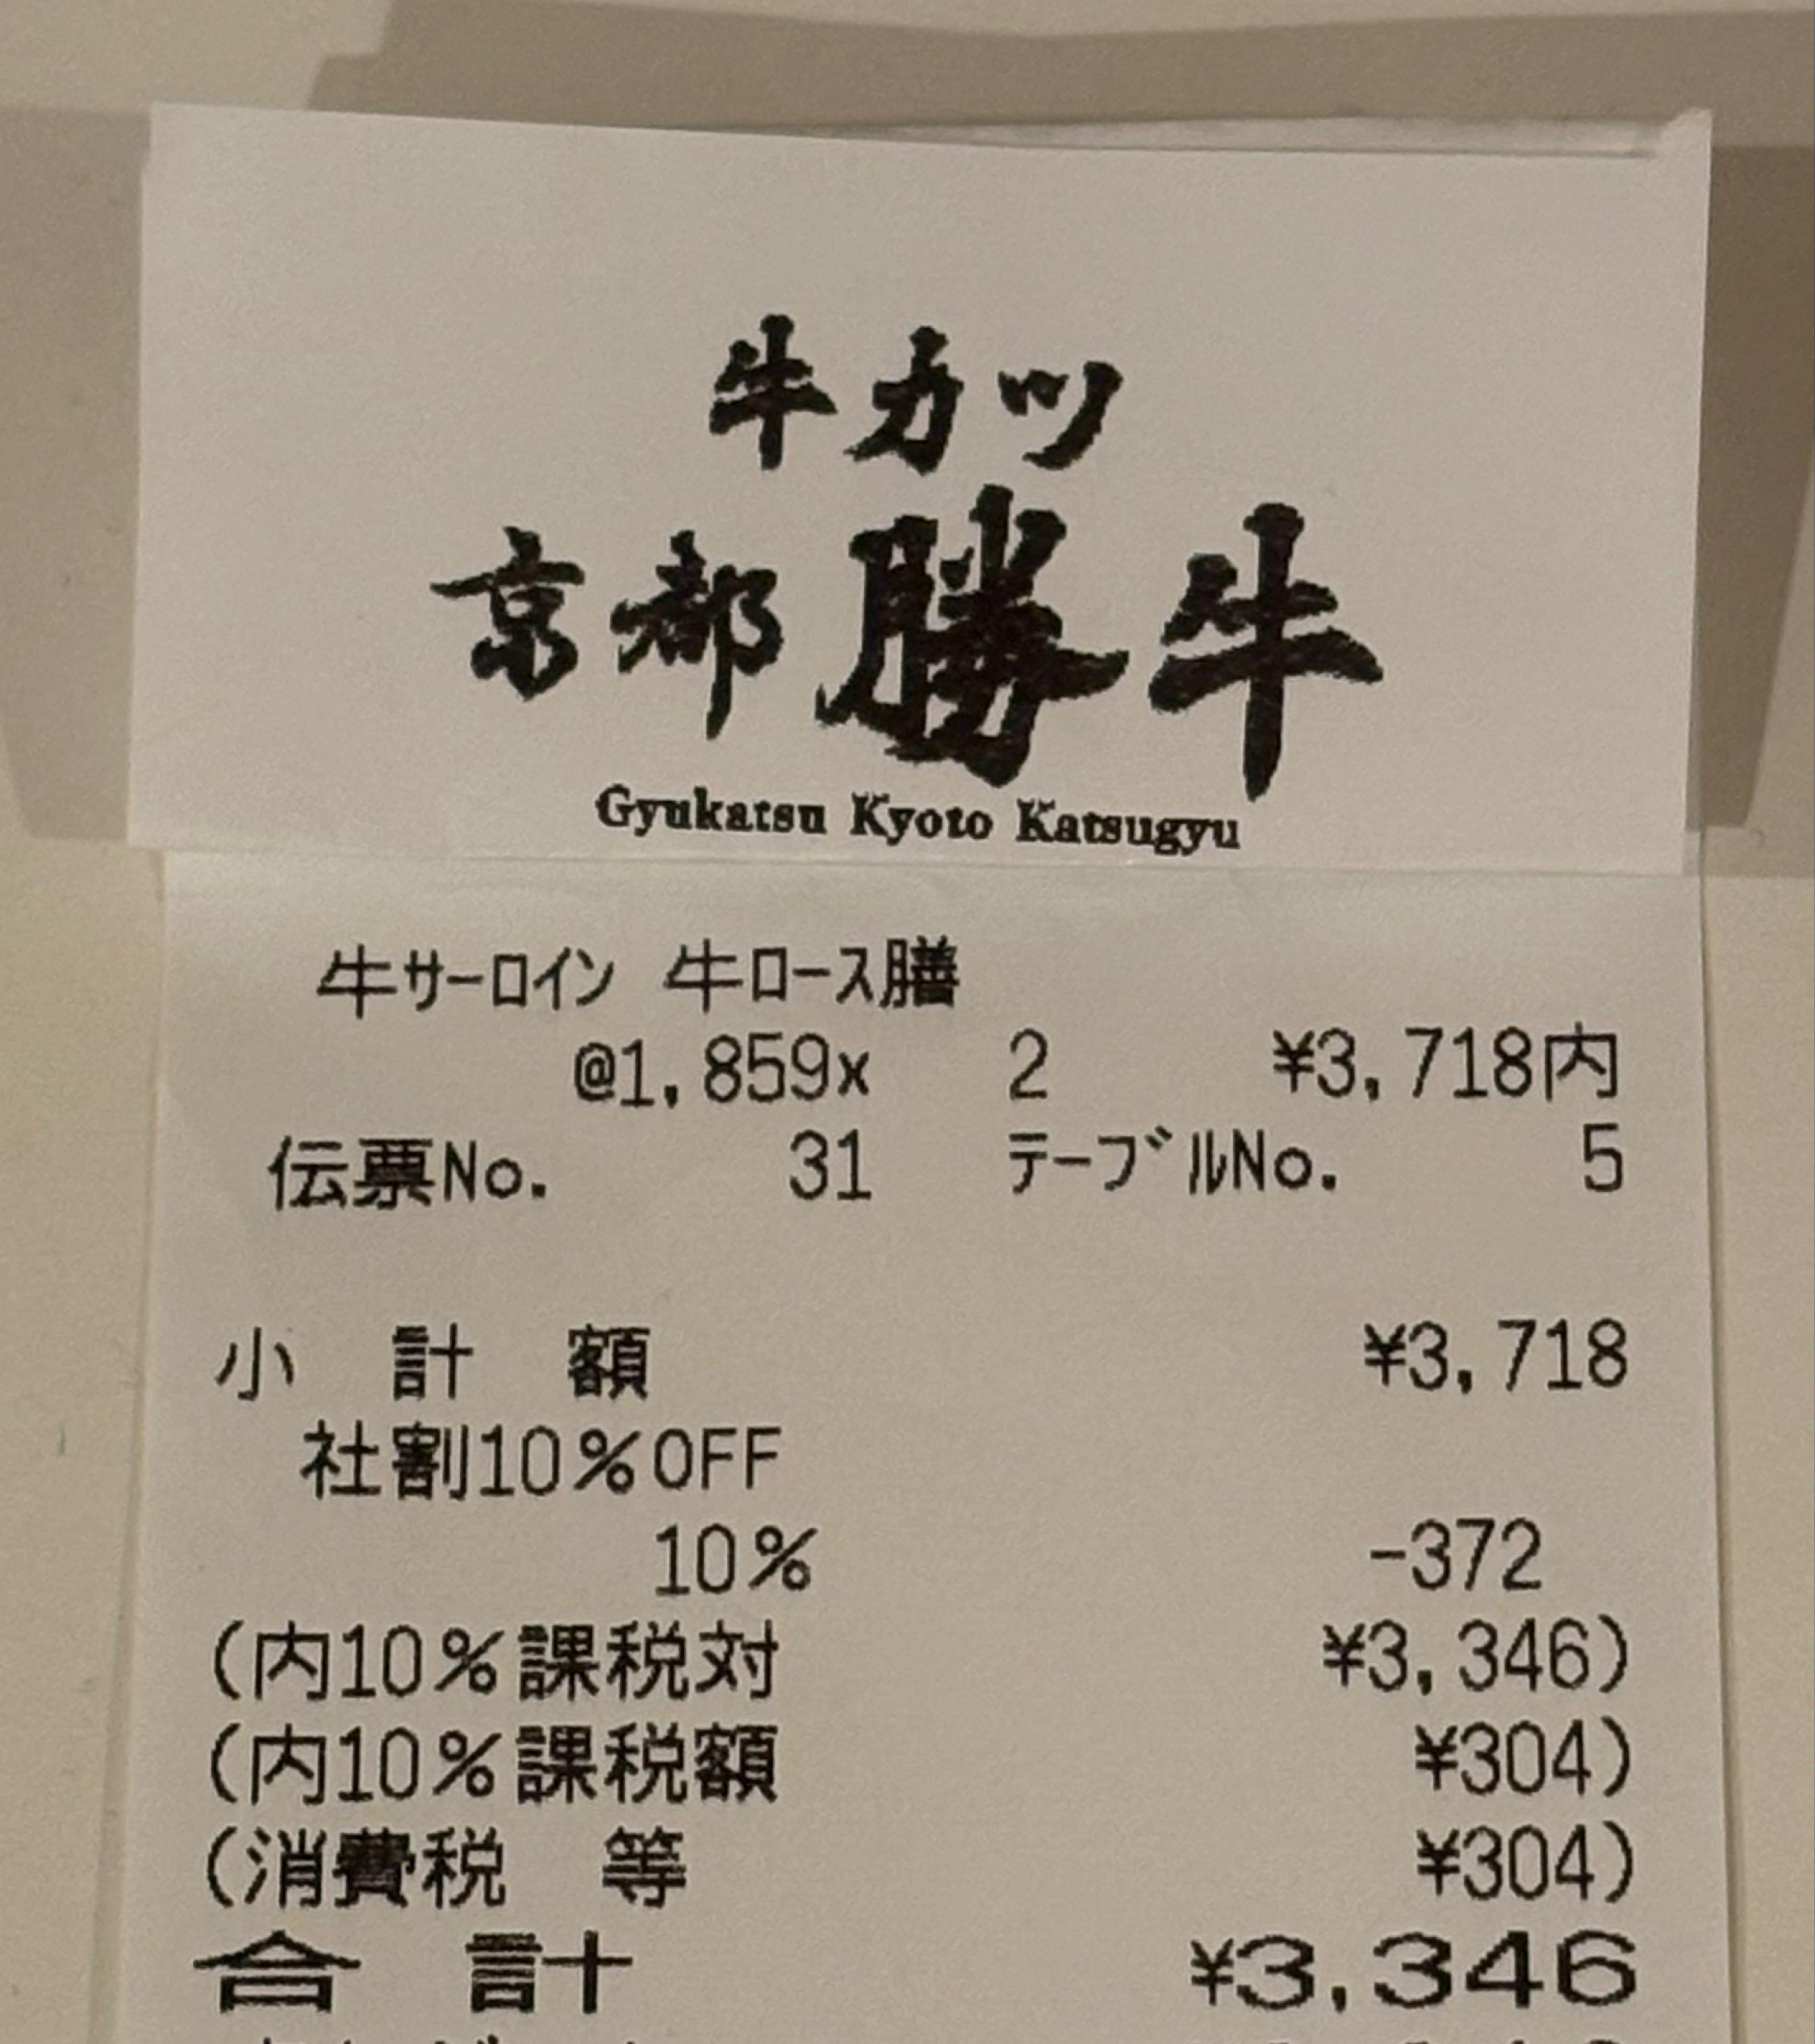 牛カツ
京都 勝牛
Gyukatsu Kyoto Katsugyu
牛サーロイン 牛ロース膳
@1,859x 2 ¥3,718内
伝票No. 31 テーブルNo. 5
小 計 額 ¥3,718
社割10%OFF
10% -372
(内10%課税対 ¥3,346)
(内10%課税額 ¥304)
(消費税 等 ¥304)
合 計 ¥3,346